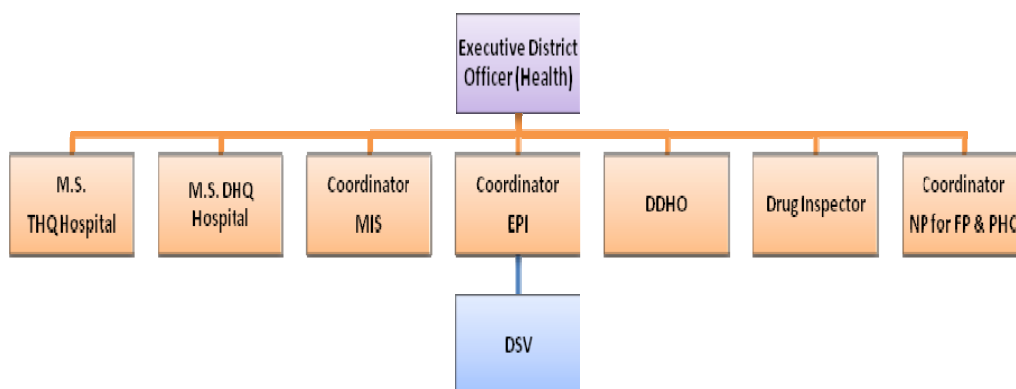 Executive District
Officer (Health)
M.S.
THQ Hospital
M.S. DHQ
Hospital
Coordinator
MIS
Coordinator
EPI
DDHO
Drug Inspector
Coordinator
NP for FP & PHC
DSV